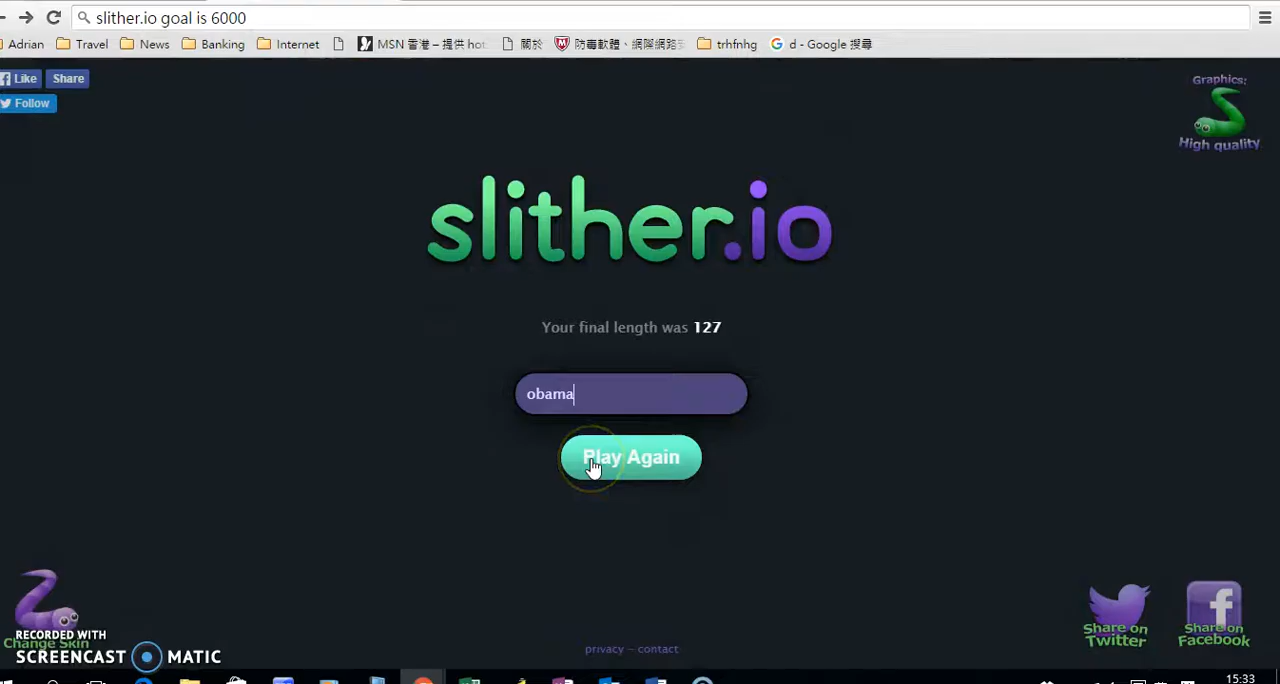 slither.io goal is 6000
Adrian Travel News Banking Internet MSN 香港 – 提供 hot 關於 防毒軟體、網際網路 trhfnhg d - Google 搜尋
Like Share
Follow
Graphics:
High quality
slither.io
Your final length was 127
obama
Play Again
Change Skin
RECORDED WITH
SCREENCAST MATIC
privacy – contact
Share on Twitter
Share on Facebook
15:33